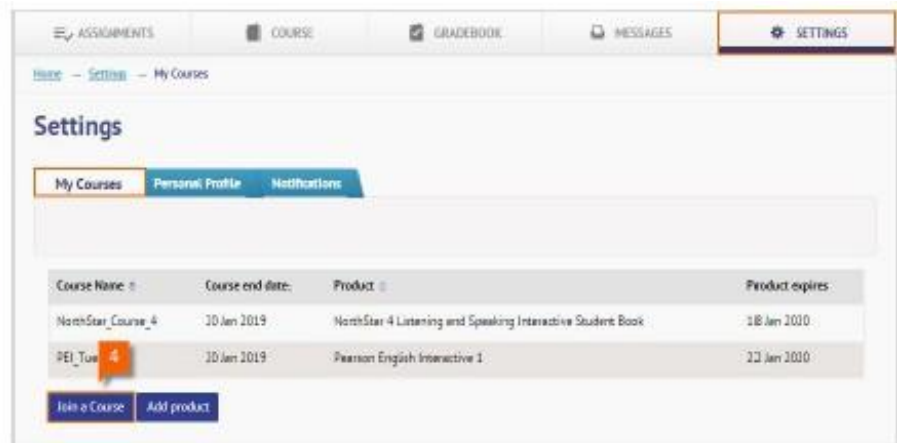 ASSIGNMENTS COURSE GRADEBOOK MESSAGES SETTINGS
Home → Settings → My Courses
Settings
My Courses Personal Profile Notifications
Course Name Course end date: Product Product expires
NorthStar_Course_4 20 Jan 2019 NorthStar 4 Listening and Speaking Interactive Student Book 18 Jan 2020
PEI_Tue 4 20 Jan 2019 Pearson English Interactive 1 22 Jan 2020
Join a Course Add product